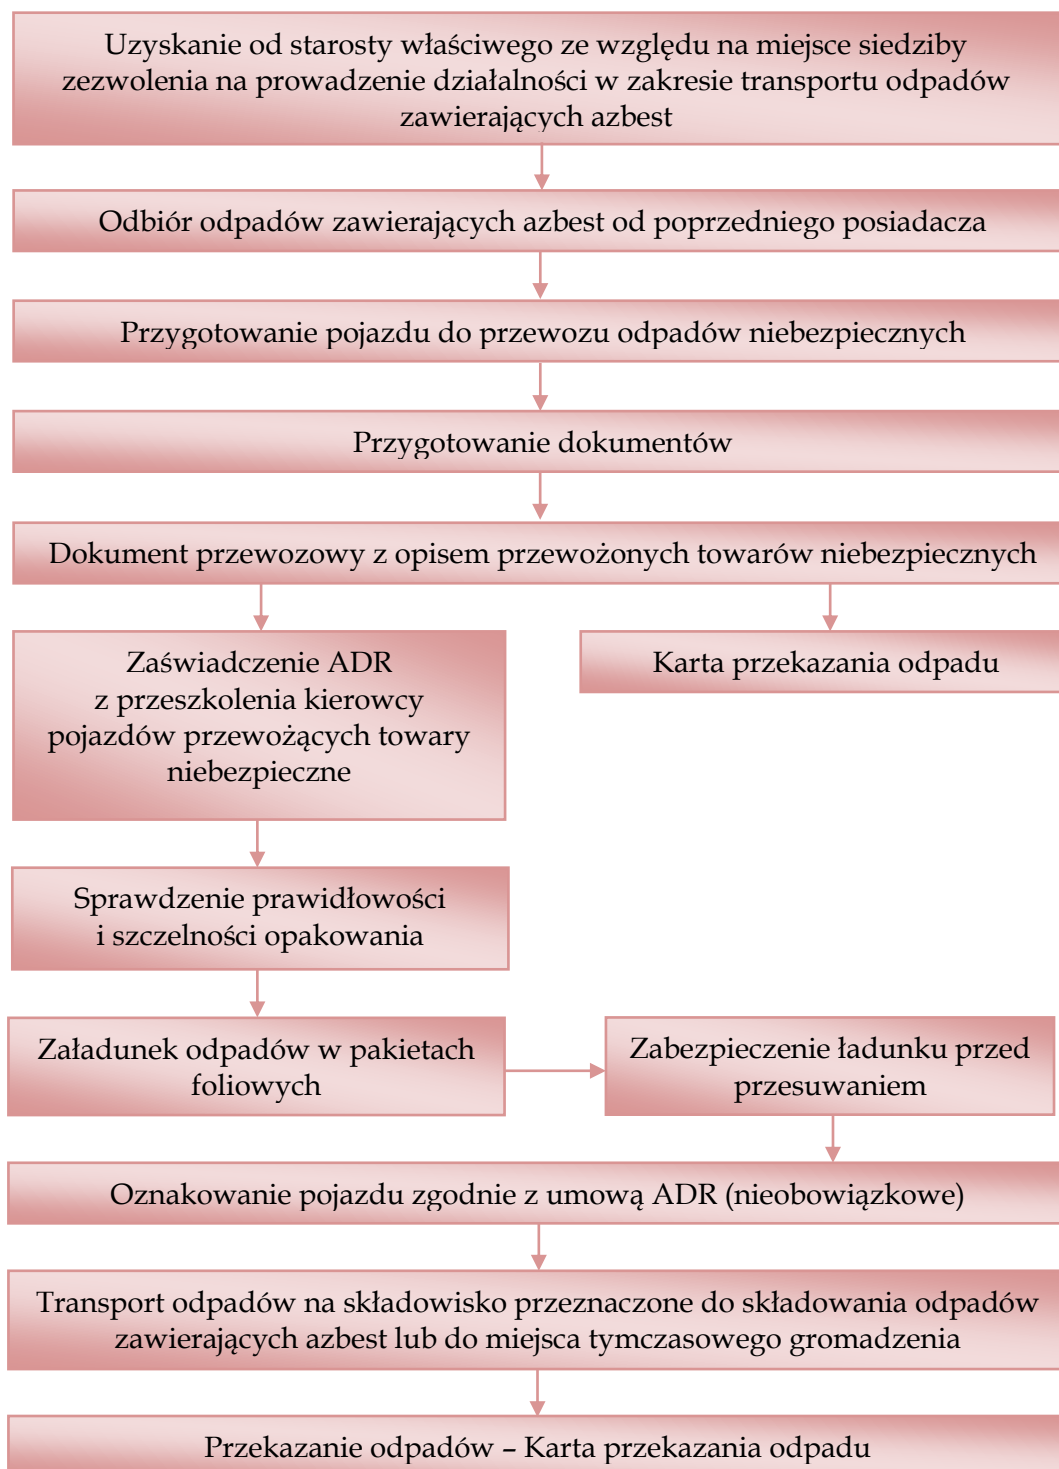 Uzyskanie od starosty właściwego ze względu na miejsce siedziby
zezwolenia na prowadzenie działalności w zakresie transportu odpadów
zawierających azbest
Odbiór odpadów zawierających azbest od poprzedniego posiadacza
Przygotowanie pojazdu do przewozu odpadów niebezpiecznych
Przygotowanie dokumentów
Dokument przewozowy z opisem przewożonych towarów niebezpiecznych
Zaświadczenie ADR
z przeszkolenia kierowcy
pojazdów przewożących towary
niebezpieczne
Karta przekazania odpadu
Sprawdzenie prawidłowości
i szczelności opakowania
Załadunek odpadów w pakietach
foliowych
Zabezpieczenie ładunku przed
przesuwaniem
Oznakowanie pojazdu zgodnie z umową ADR (nieobowiązkowe)
Transport odpadów na składowisko przeznaczone do składowania odpadów
zawierających azbest lub do miejsca tymczasowego gromadzenia
Przekazanie odpadów – Karta przekazania odpadu